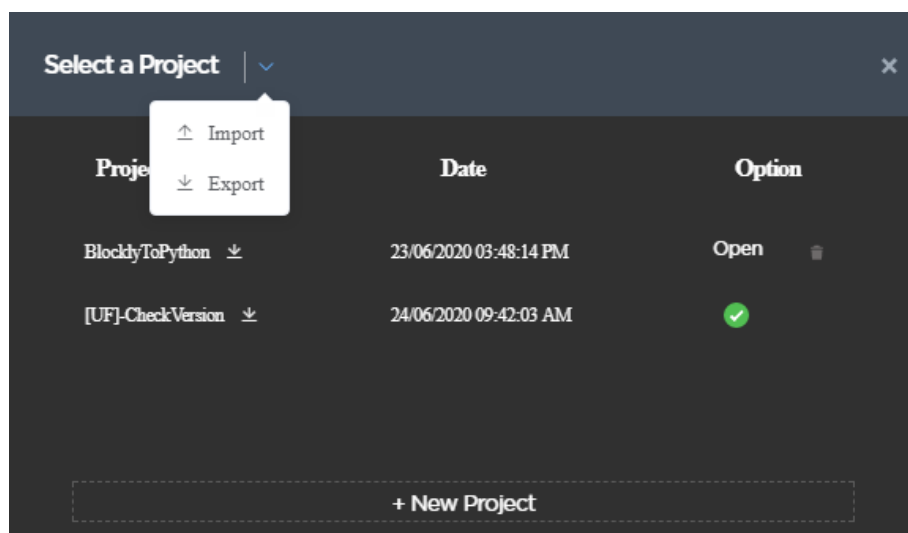 Select a Project
Import
Export
Date
Option
BlocklyToPython
23/06/2020 03:48:14 PM
Open
[UF]-CheckVersion
24/06/2020 09:42:03 AM
+ New Project